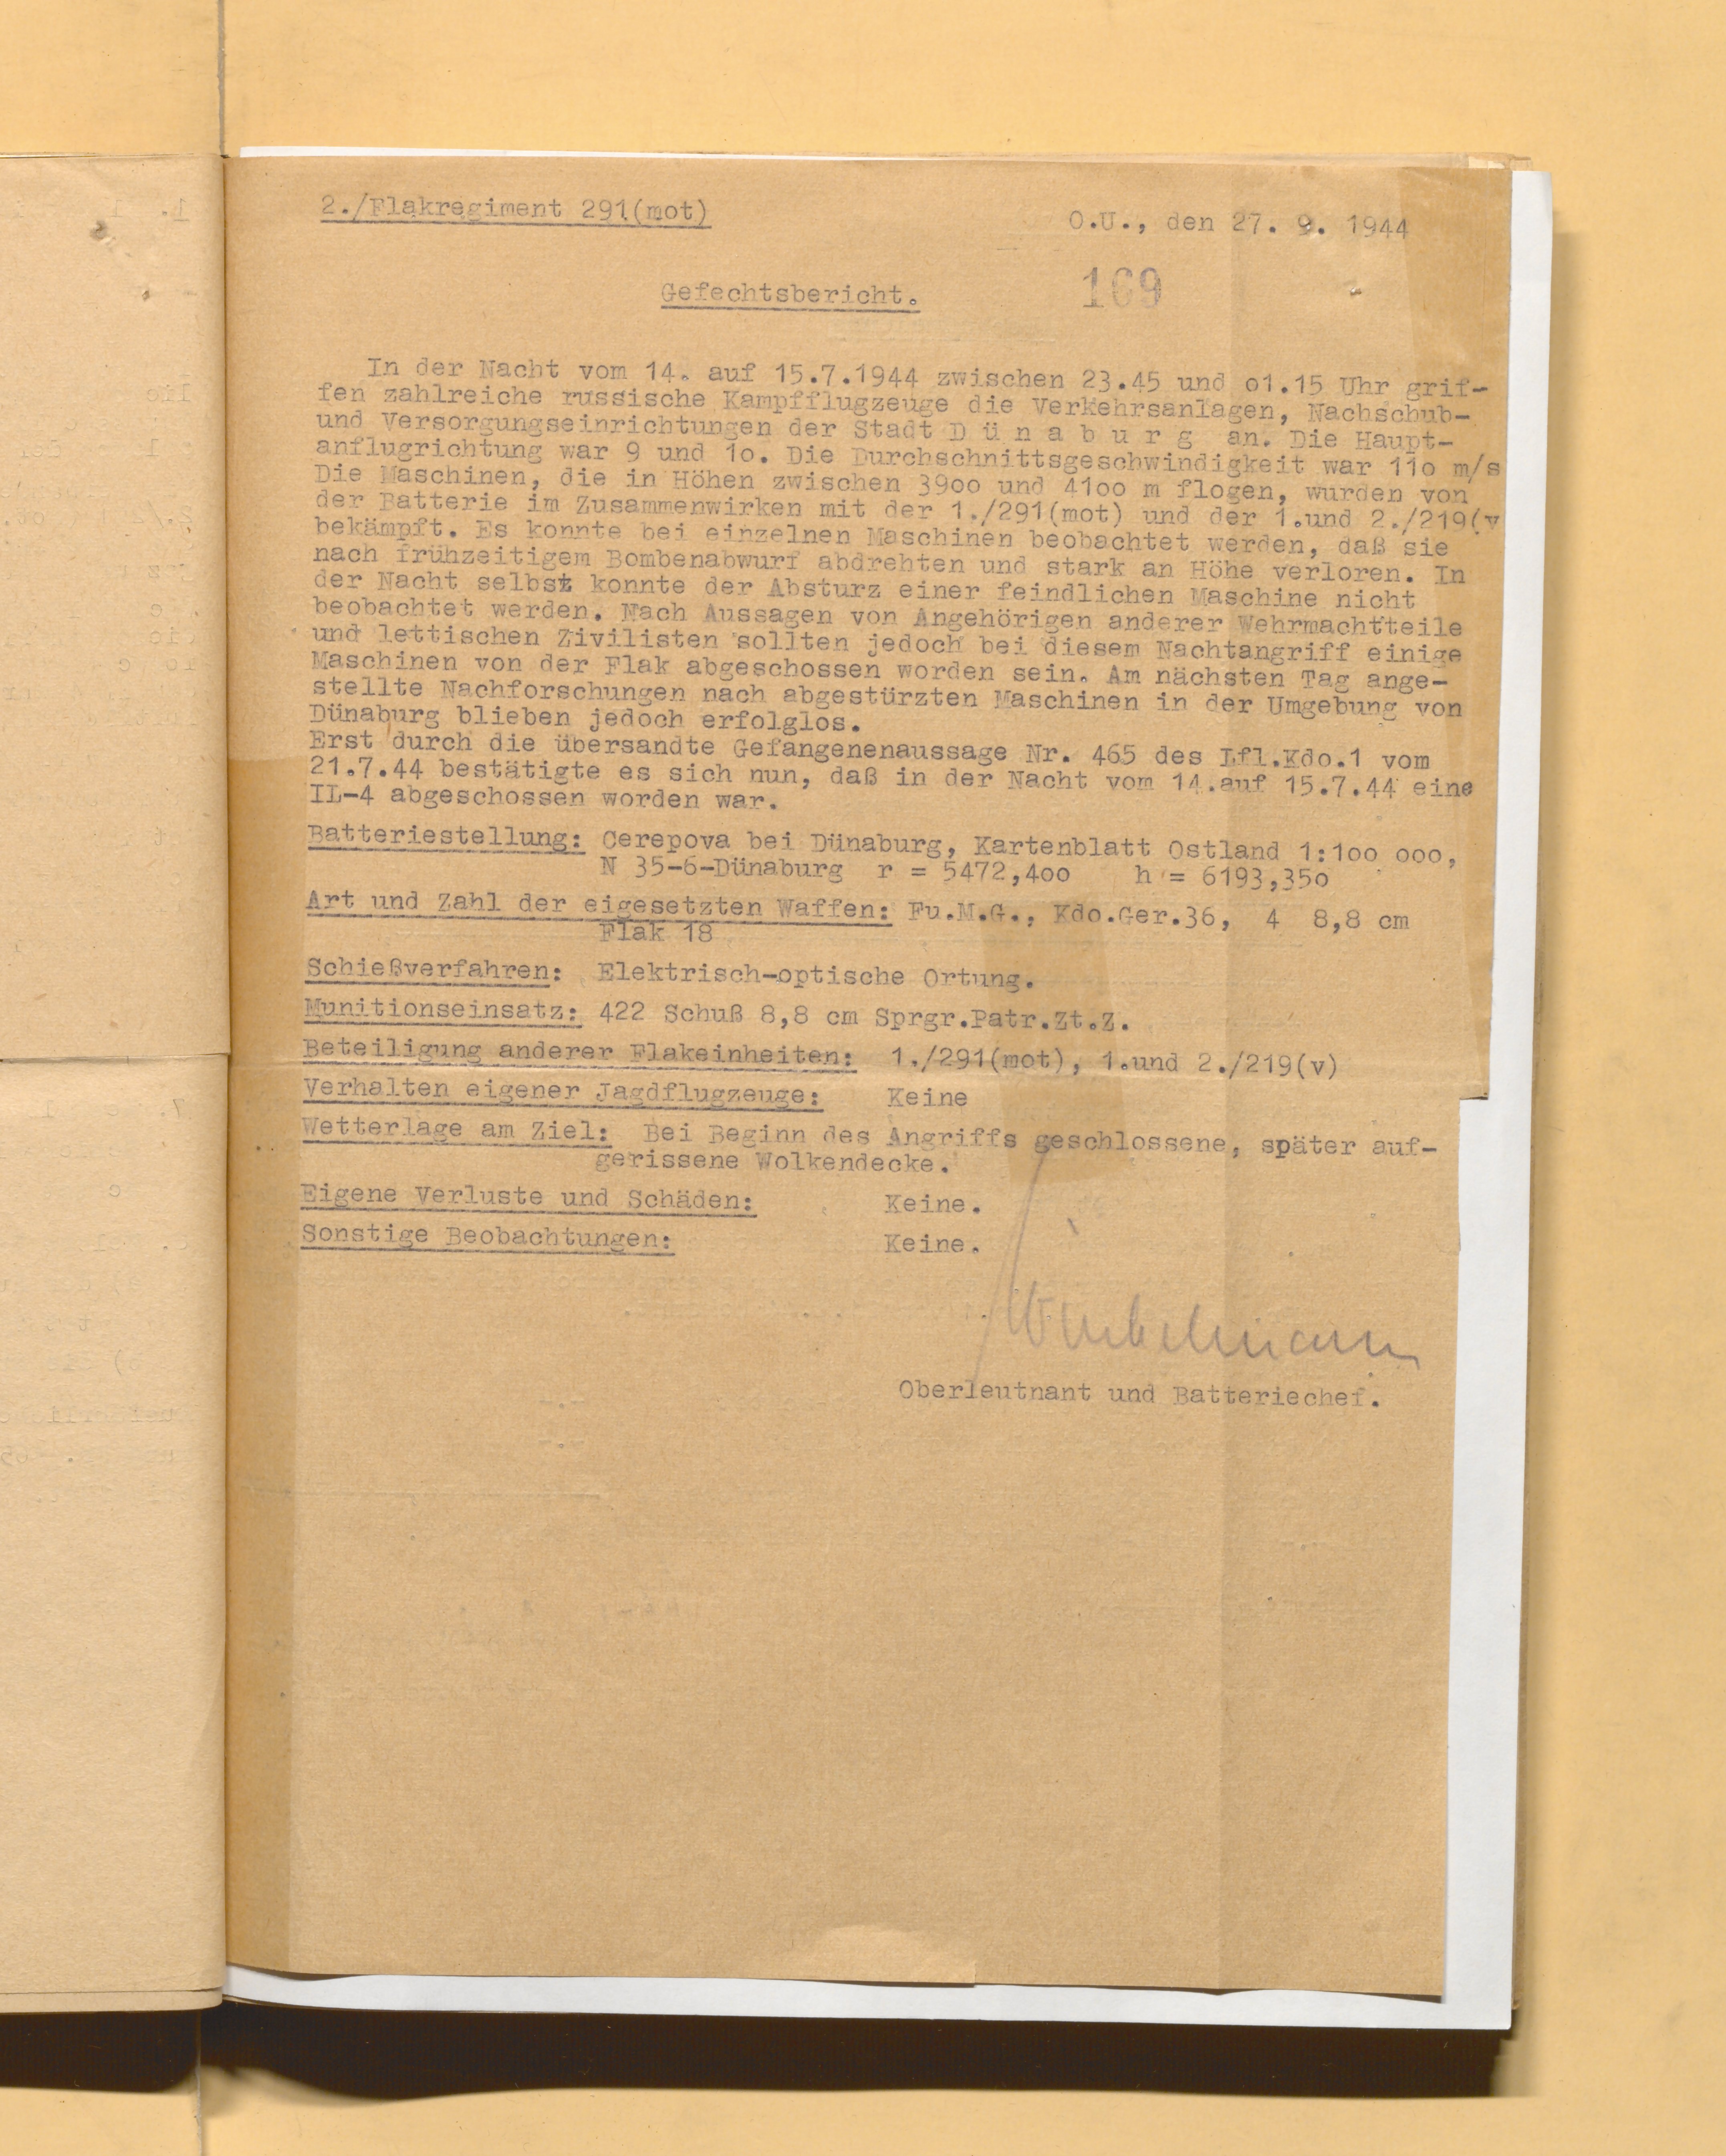 2./Flakregiment 291(mot)
O.U., den 27. 9. 1944
169
Gefechtsbericht.
In der Nacht vom 14. auf 15.7.1944 zwischen 23.45 und o1.15 Uhr grif-
fen zahlreiche russische Kampfflugzeuge die Verkehrsanlagen, Nachschub-
und Versorgungseinrichtungen der Stadt D ü n a b u r g an. Die Haupt-
anflugrichtung war 9 und 1o. Die Durchschnittsgeschwindigkeit war 11o m/s
Die Maschinen, die in Höhen zwischen 39oo und 41oo m flogen, wurden von
der Batterie im Zusammenwirken mit der 1./291(mot) und der 1.und 2./219(v
bekämpft. Es konnte bei einzelnen Maschinen beobachtet werden, daß sie
nach frühzeitigem Bombenabwurf abdrehten und stark an Höhe verloren. In
der Nacht selbst konnte der Absturz einer feindlichen Maschine nicht
beobachtet werden. Nach Aussagen von Angehörigen anderer Wehrmachtteile
und lettischen Zivilisten sollten jedoch bei diesem Nachtangriff einige
Maschinen von der Flak abgeschossen worden sein. Am nächsten Tag ange-
stellte Nachforschungen nach abgestürzten Maschinen in der Umgebung von
Dünaburg blieben jedoch erfolglos.
Erst durch die übersandte Gefangenenaussage Nr. 465 des Lfl.Kdo.1 vom
21.7.44 bestätigte es sich nun, daß in der Nacht vom 14.auf 15.7.44 eine
IL-4 abgeschossen worden war.
Batteriestellung: Cerepova bei Dünaburg, Kartenblatt Ostland 1:1oo ooo,
N 35-6-Dünaburg r = 5472,4oo h = 6193,35o
Art und Zahl der eigesetzten Waffen: Fu.M.G., Kdo.Ger.36, 4 8,8 cm
Flak 18
Schießverfahren: Elektrisch-optische Ortung.
Munitionseinsatz: 422 Schuß 8,8 cm Sprgr.Patr.Zt.Z.
Beteiligung anderer Flakeinheiten: 1./291(mot), 1.und 2./219(v)
Verhalten eigener Jagdflugzeuge: Keine
Wetterlage am Ziel: Bei Beginn des Angriffs geschlossene, später auf-
gerissene Wolkendecke.
Eigene Verluste und Schäden: Keine.
Sonstige Beobachtungen: Keine.
Oberleutnant und Batteriechef.